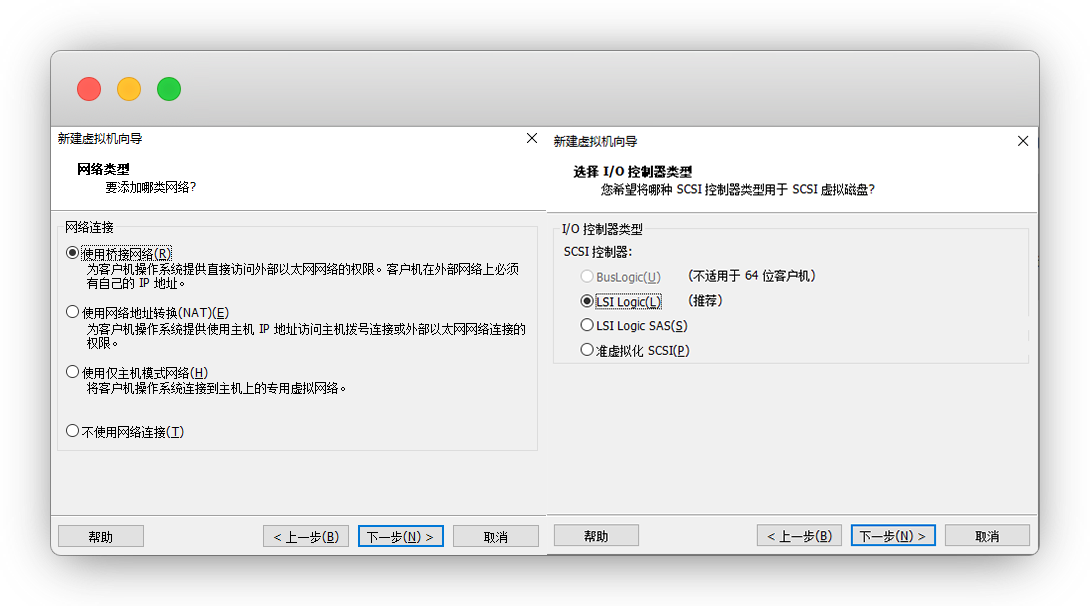 新建虚拟机向导
网络类型
要添加哪类网络?
网络连接
使用桥接网络(R)
为客户机操作系统提供直接访问外部以太网网络的权限。客户机在外部网络上必须
有自己的 IP 地址。
使用网络地址转换(NAT)(E)
为客户机操作系统提供使用主机 IP 地址访问主机拨号连接或外部以太网网络连接的
权限。
使用仅主机模式网络(H)
将客户机操作系统连接到主机上的专用虚拟网络。
不使用网络连接(T)
帮助
< 上一步(B)
下一步(N) >
取消
新建虚拟机向导
选择 I/O 控制器类型
您希望将哪种 SCSI 控制器类型用于 SCSI 虚拟磁盘?
I/O 控制器类型
SCSI 控制器:
BusLogic(U) (不适用于 64 位客户机)
LSI Logic(L) (推荐)
LSI Logic SAS(S)
准虚拟化 SCSI(P)
帮助
< 上一步(B)
下一步(N) >
取消